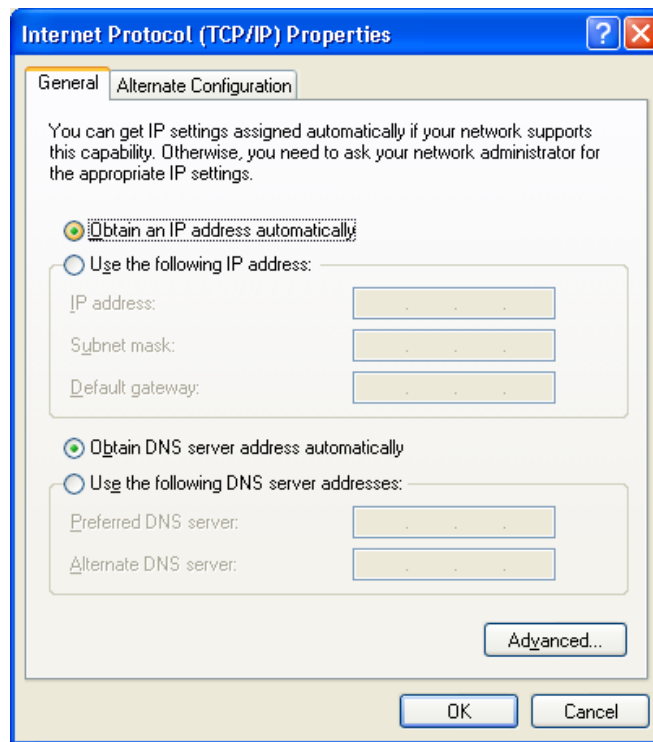 Internet Protocol (TCP/IP) Properties
General Alternate Configuration
You can get IP settings assigned automatically if your network supports
this capability. Otherwise, you need to ask your network administrator for
the appropriate IP settings.
Obtain an IP address automatically
Use the following IP address:
IP address:
Subnet mask:
Default gateway:
Obtain DNS server address automatically
Use the following DNS server addresses:
Preferred DNS server:
Alternate DNS server:
Advanced...
OK Cancel